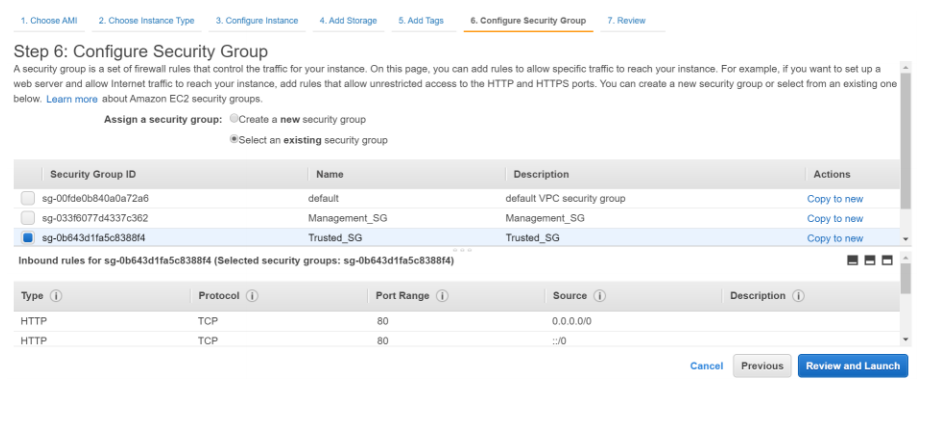 1. Choose AMI 2. Choose Instance Type 3. Configure Instance 4. Add Storage 5. Add Tags 6. Configure Security Group 7. Review
Step 6: Configure Security Group
A security group is a set of firewall rules that control the traffic for your instance. On this page, you can add rules to allow specific traffic to reach your instance. For example, if you want to set up a
web server and allow Internet traffic to reach your instance, add rules that allow unrestricted access to the HTTP and HTTPS ports. You can create a new security group or select from an existing one
below. Learn more about Amazon EC2 security groups.
Assign a security group: Create a new security group
Select an existing security group
Security Group ID Name Description Actions
sg-00fde0b840a0a72a6 default default VPC security group Copy to new
sg-033f6077d4337c362 Management_SG Management_SG Copy to new
sg-0b643d1fa5c8388f4 Trusted_SG Trusted_SG Copy to new
Inbound rules for sg-0b643d1fa5c8388f4 (Selected security groups: sg-0b643d1fa5c8388f4)
Type Protocol Port Range Source Description
HTTP TCP 80 0.0.0.0/0
HTTP TCP 80 ::/0
Cancel Previous Review and Launch